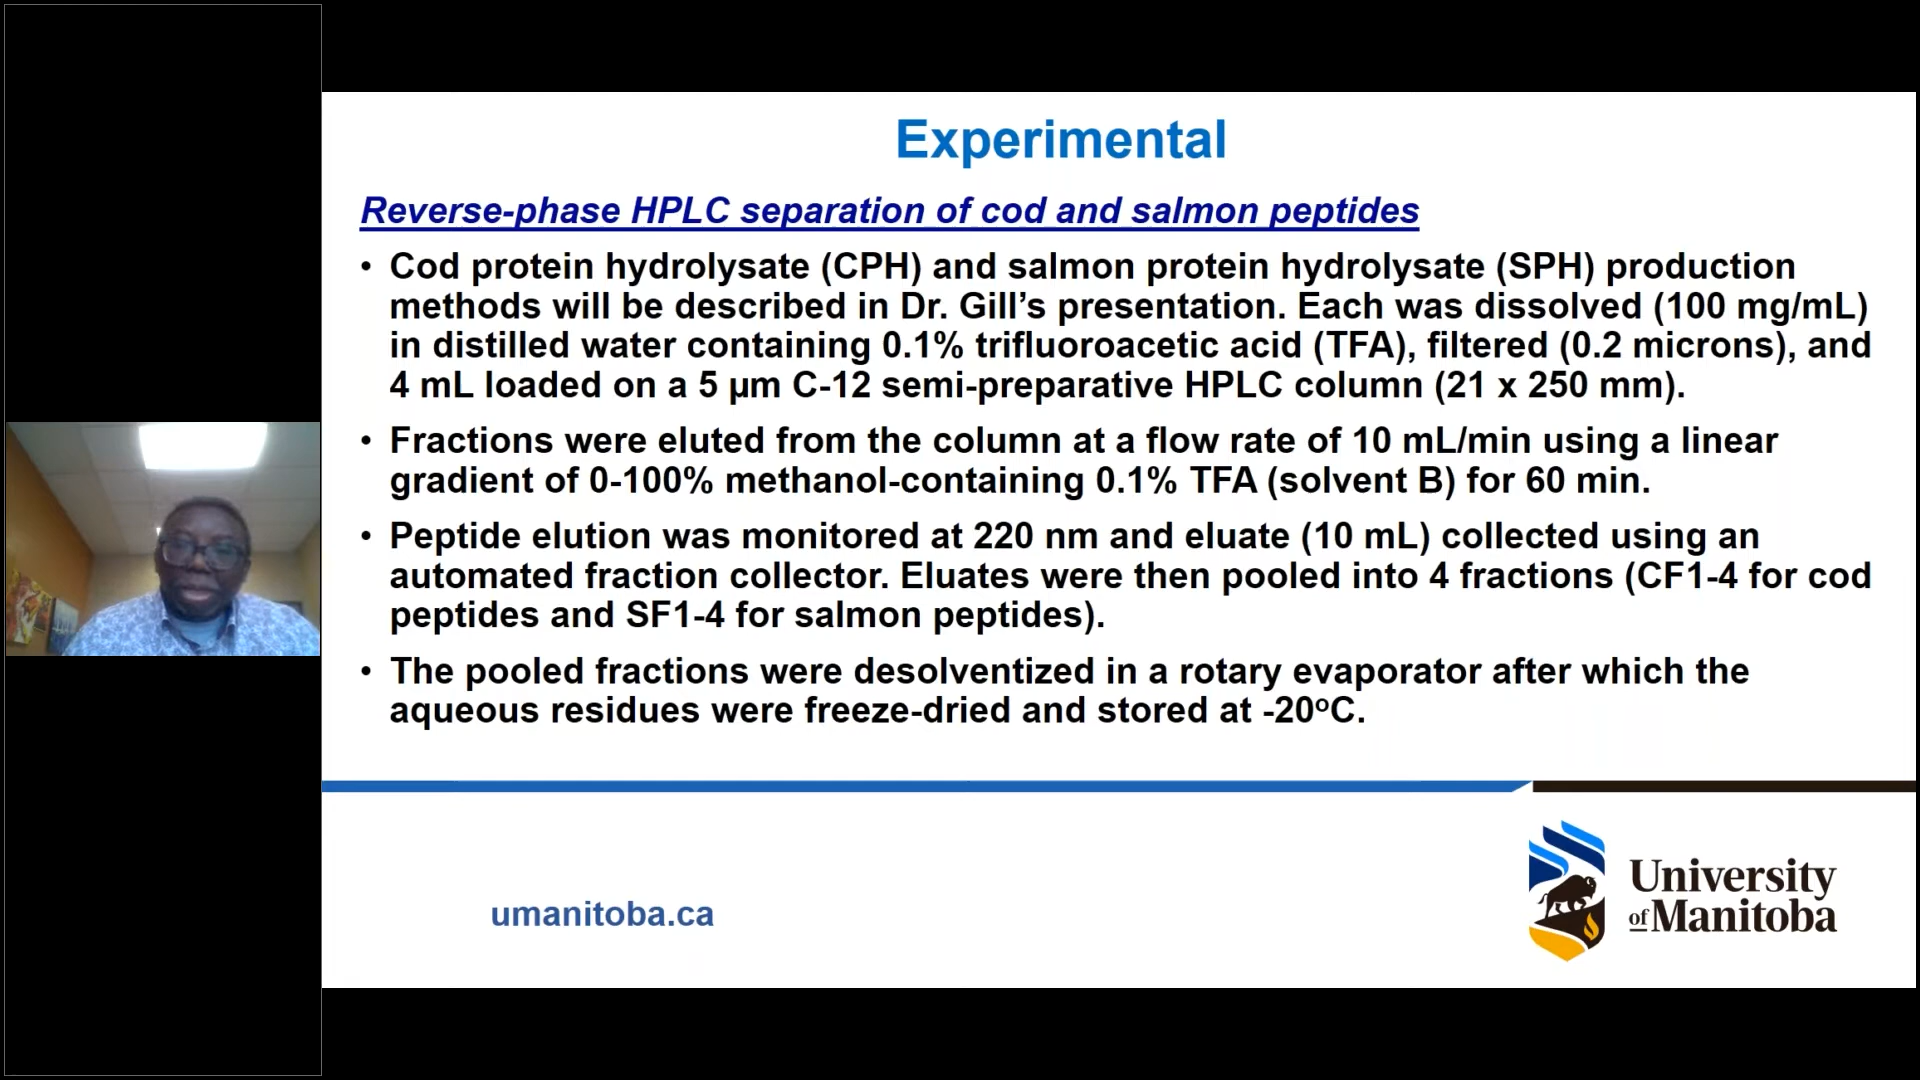 Experimental
Reverse-phase HPLC separation of cod and salmon peptides
• Cod protein hydrolysate (CPH) and salmon protein hydrolysate (SPH) production
methods will be described in Dr. Gill’s presentation. Each was dissolved (100 mg/mL)
in distilled water containing 0.1% trifluoroacetic acid (TFA), filtered (0.2 microns), and
4 mL loaded on a 5 µm C-12 semi-preparative HPLC column (21 x 250 mm).
• Fractions were eluted from the column at a flow rate of 10 mL/min using a linear
gradient of 0-100% methanol-containing 0.1% TFA (solvent B) for 60 min.
• Peptide elution was monitored at 220 nm and eluate (10 mL) collected using an
automated fraction collector. Eluates were then pooled into 4 fractions (CF1-4 for cod
peptides and SF1-4 for salmon peptides).
• The pooled fractions were desolventized in a rotary evaporator after which the
aqueous residues were freeze-dried and stored at -20ºC.
umanitoba.ca
University
of Manitoba